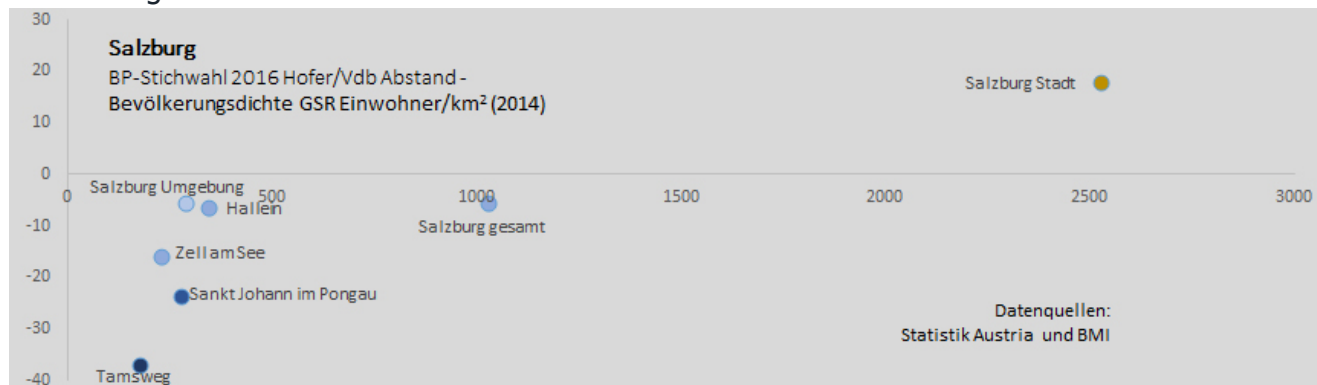 30
Salzburg
20
BP-Stichwahl 2016 Hofer/Vdb Abstand -
Salzburg Stadt
Bevölkerungsdichte GSR Einwohner/km² (2014)
10
0
Salzburg Umgebung
0 500 1000 1500 2000 2500 3000
Hallein
-10
Salzburg gesamt
Zell am See
-20
Sankt Johann im Pongau
Datenquellen:
-30
Statistik Austria und BMI
Tamsweg
-40